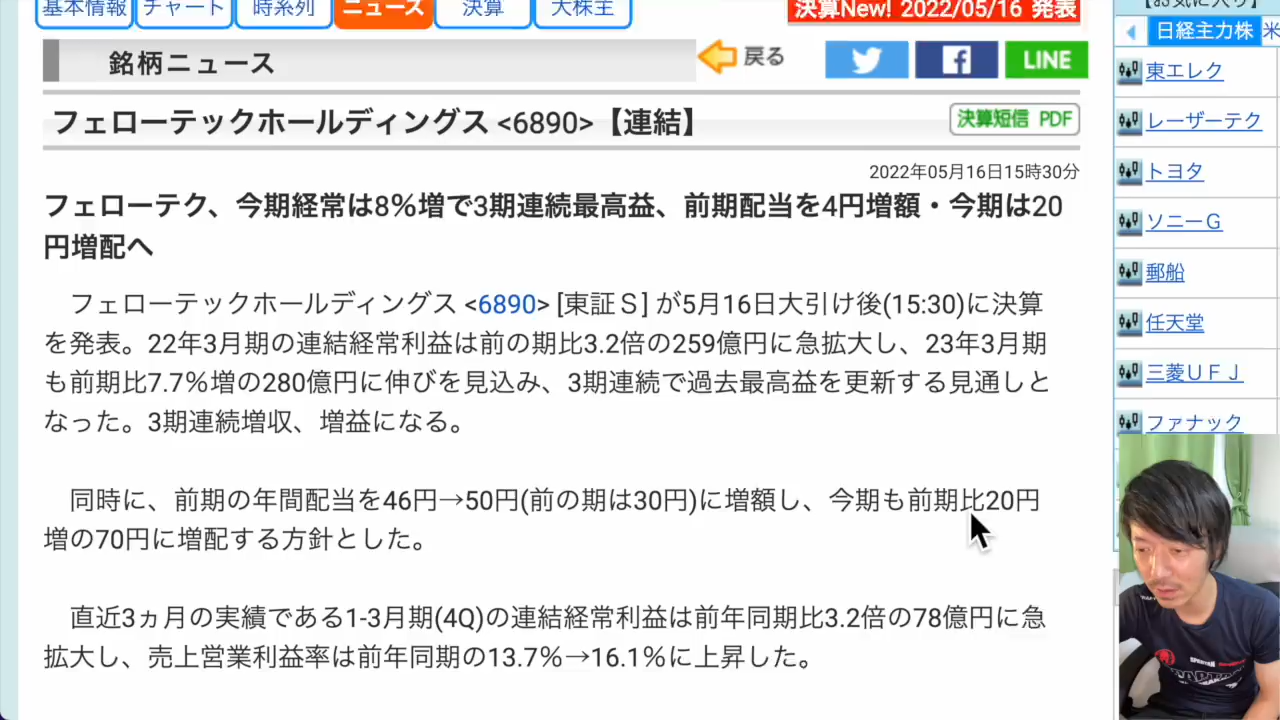 基本情報 チャート 時系列 ニュース 決算 大株主
決算New! 2022/05/16 発表
銘柄ニュース
戻る
LINE
フェローテックホールディングス <6890>【連結】
決算短信 PDF
2022年05月16日15時30分
フェローテク、今期経常は8%増で3期連続最高益、前期配当を4円増額・今期は20
円増配へ
フェローテックホールディングス <6890> [東証Ｓ] が5月16日大引け後(15:30)に決算
を発表。22年3月期の連結経常利益は前の期比3.2倍の259億円に急拡大し、23年3月期
も前期比7.7％増の280億円に伸びを見込み、3期連続で過去最高益を更新する見通しと
なった。3期連続増収、増益になる。
同時に、前期の年間配当を46円→50円(前の期は30円)に増額し、今期も前期比20円
増の70円に増配する方針とした。
直近3ヵ月の実績である1-3月期(4Q)の連結経常利益は前年同期比3.2倍の78億円に急
拡大し、売上営業利益率は前年同期の13.7％→16.1％に上昇した。
【お気に入り】
日経主力株 米
東エレク
レーザーテク
トヨタ
ソニーＧ
郵船
任天堂
三菱ＵＦＪ
ファナック
SPARTAN